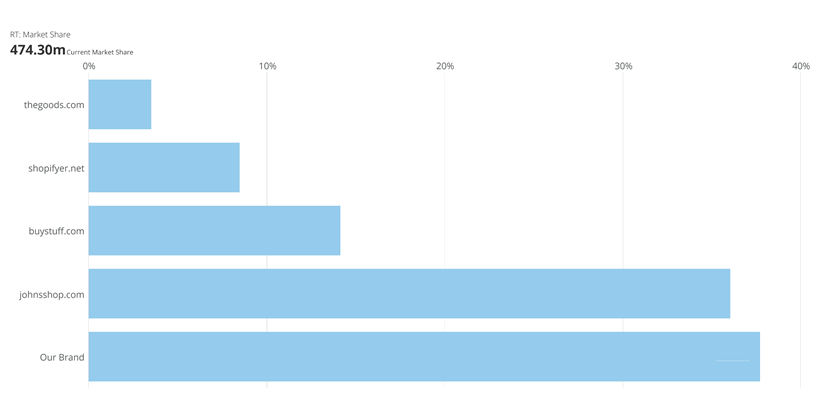 RT: Market Share
474.30m Current Market Share
0% 10% 20% 30% 40%
thegoods.com
shopifyer.net
buystuff.com
johnsshop.com
Our Brand